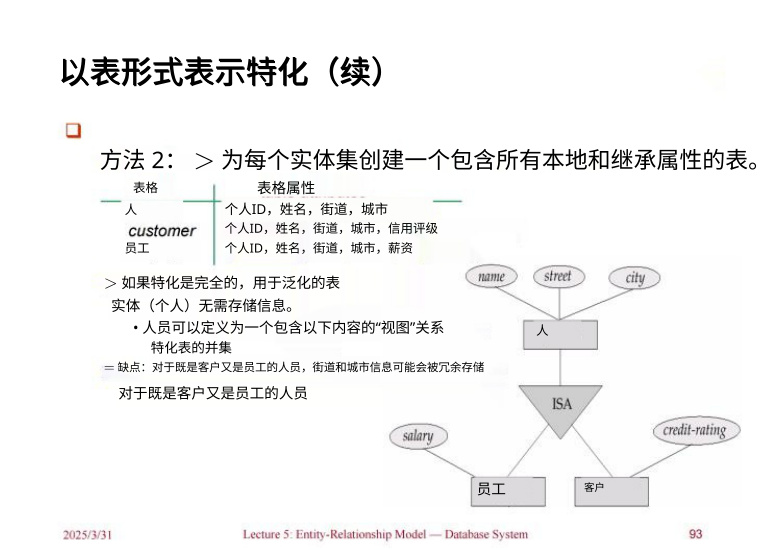 以表形式表示特化（续）
方法 2： > 为每个实体集创建一个包含所有本地和继承属性的表。
表格 表格属性
人 个人ID，姓名，街道，城市
customer 个人ID，姓名，街道，城市，信用评级
员工 个人ID，姓名，街道，城市，薪资
> 如果特化是完全的，用于泛化的表
实体（个人）无需存储信息。
• 人员可以定义为一个包含以下内容的“视图”关系
特化表的并集
= 缺点：对于既是客户又是员工的人员，街道和城市信息可能会被冗余存储
对于既是客户又是员工的人员
name street city
人
ISA
salary credit-rating
员工 客户
2025/3/31 Lecture 5: Entity-Relationship Model — Database System 93